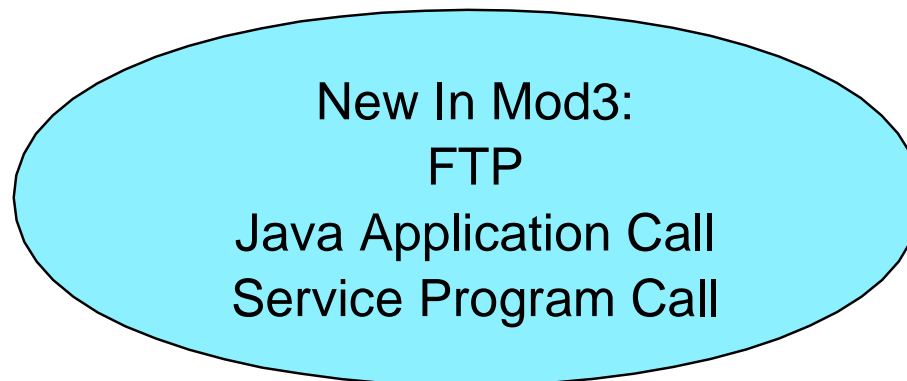 New In Mod3:
FTP
Java Application Call
Service Program Call